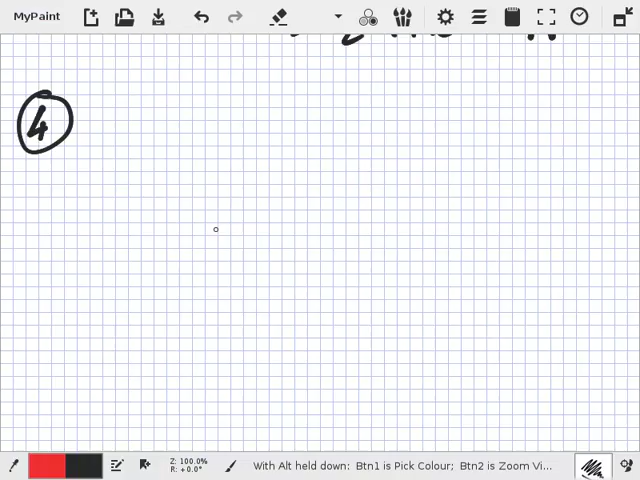 MyPaint
4
Z: 100.0%
R: +0.0°
With Alt held down: Btn1 is Pick Colour; Btn2 is Zoom Vi...